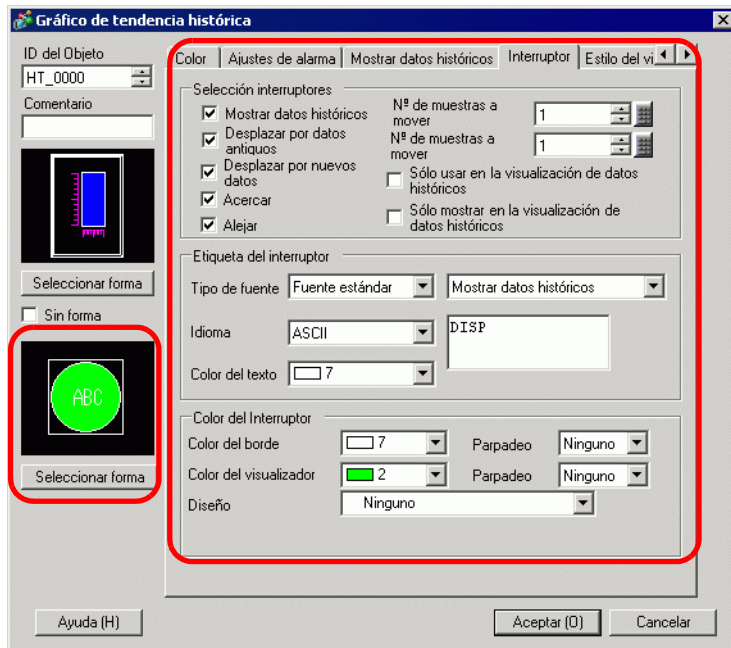 Gráfico de tendencia histórica
ID del Objeto
HT_0000
Comentario
Seleccionar forma
Sin forma
ABC
Seleccionar forma
Color
Ajustes de alarma
Mostrar datos históricos
Interruptor
Estilo del vi
Selección interruptores
Mostrar datos históricos
Desplazar por datos
antiguos
Desplazar por nuevos
datos
Acercar
Alejar
Nº de muestras a
mover
1
Nº de muestras a
mover
1
Sólo usar en la visualización de datos
históricos
Sólo mostrar en la visualización de
datos históricos
Etiqueta del interruptor
Tipo de fuente
Fuente estándar
Mostrar datos históricos
Idioma
ASCII
DISP
Color del texto
7
Color del Interruptor
Color del borde
7
Parpadeo
Ninguno
Color del visualizador
2
Parpadeo
Ninguno
Diseño
Ninguno
Ayuda (H)
Aceptar (O)
Cancelar